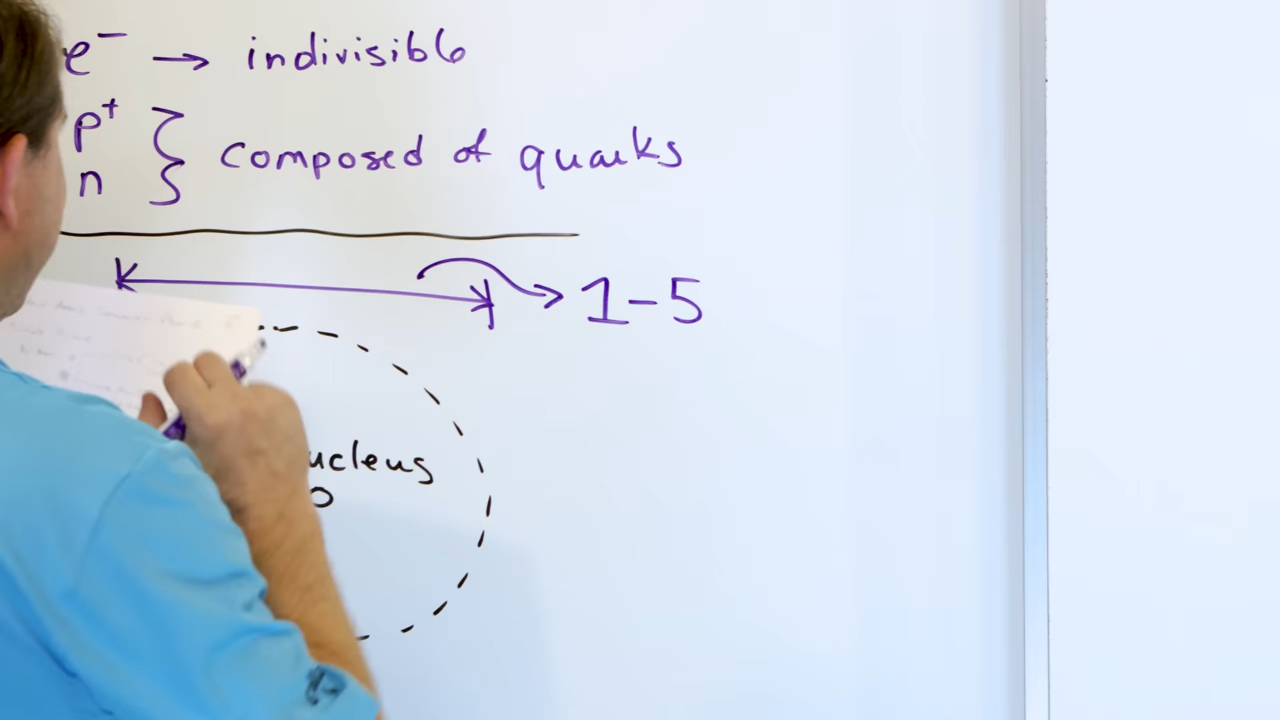 e⁻ → indivisible
p⁺
n } composed of quarks
→ 1-5
ucleus